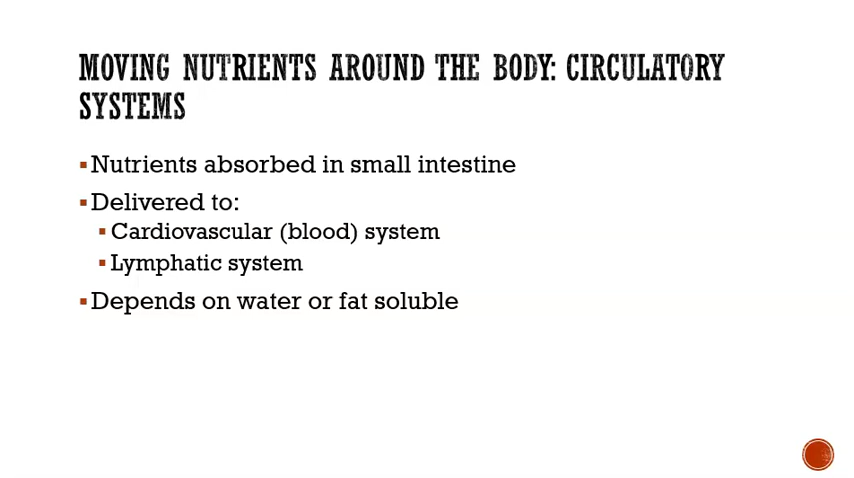 MOVING NUTRIENTS AROUND THE BODY: CIRCULATORY
SYSTEMS
Nutrients absorbed in small intestine
Delivered to:
Cardiovascular (blood) system
Lymphatic system
Depends on water or fat soluble